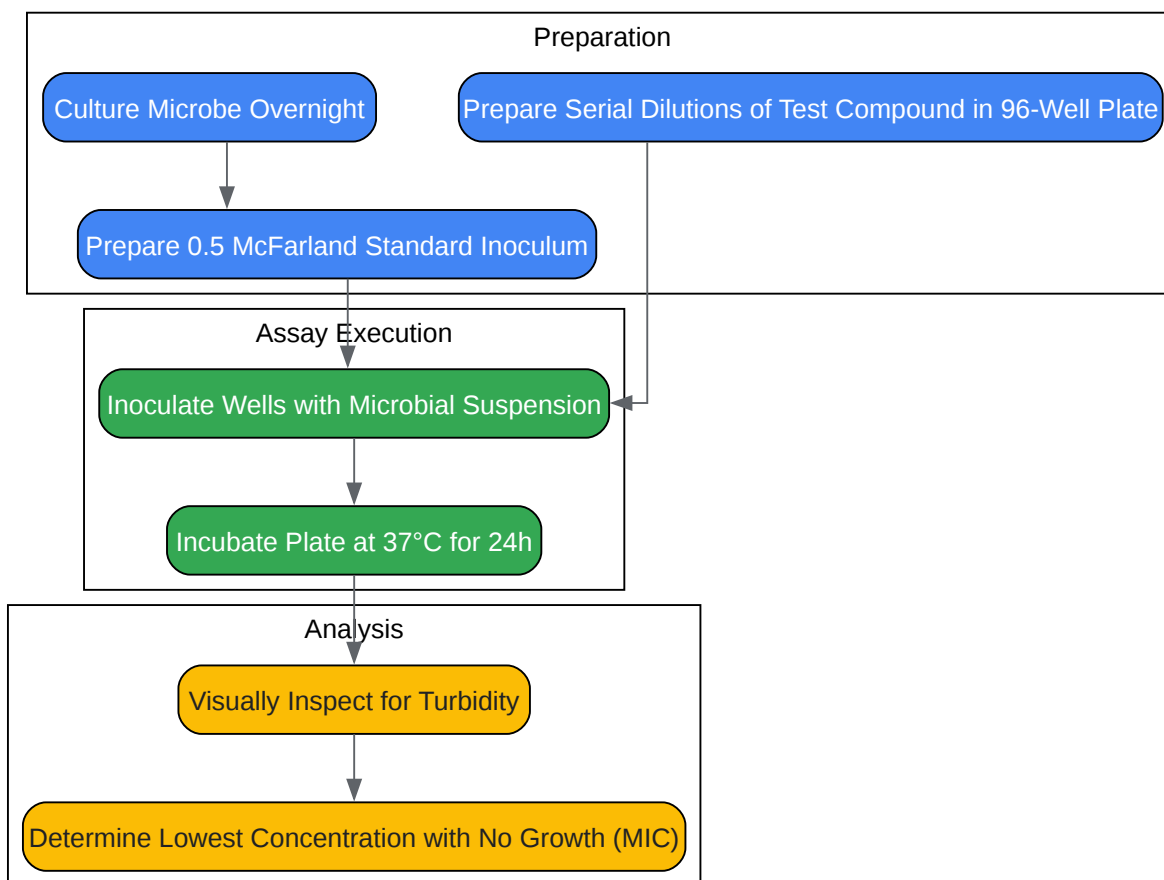 Preparation
Culture Microbe Overnight
Prepare Serial Dilutions of Test Compound in 96-Well Plate
Prepare 0.5 McFarland Standard Inoculum
Assay Execution
Inoculate Wells with Microbial Suspension
Incubate Plate at 37°C for 24h
Analysis
Visually Inspect for Turbidity
Determine Lowest Concentration with No Growth (MIC)